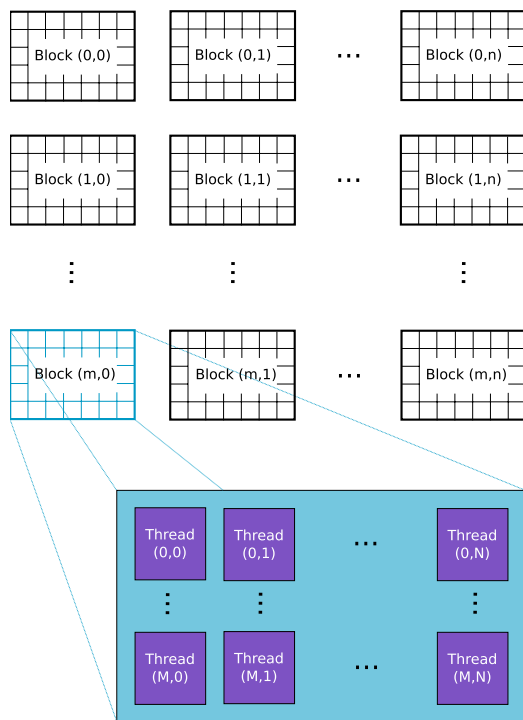 Block (0,0) Block (0,1) ... Block (0,n)
Block (1,0) Block (1,1) ... Block (1,n)
Block (m,0) Block (m,1) ... Block (m,n)
Thread
(0,0)
Thread
(0,1)
...
Thread
(0,N)
Thread
(M,0)
Thread
(M,1)
...
Thread
(M,N)